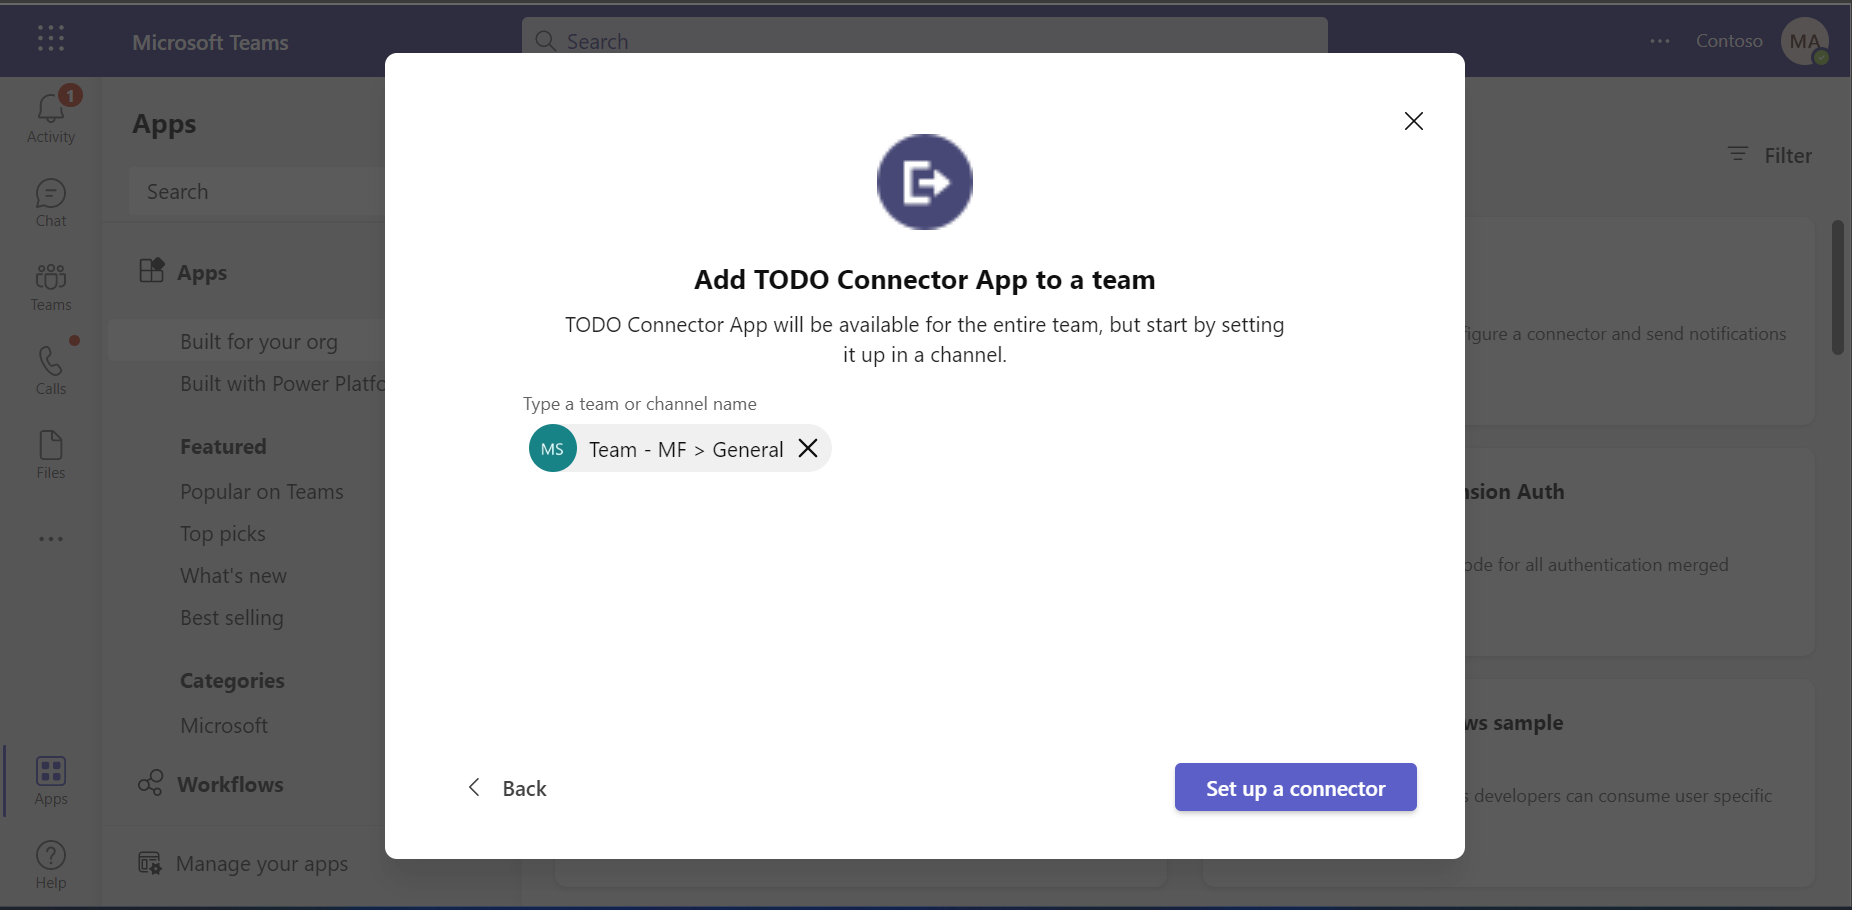 Microsoft Teams
Search
Contoso
MA
1
Activity
Chat
Teams
Calls
Files
Apps
Help
Apps
Search
Apps
Built for your org
Built with Power Platfo
Featured
Popular on Teams
Top picks
What's new
Best selling
Categories
Microsoft
Workflows
Manage your apps
Add TODO Connector App to a team
TODO Connector App will be available for the entire team, but start by setting
it up in a channel.
Type a team or channel name
MS
Team - MF > General
Back
Set up a connector
Filter
figure a connector and send notifications
nsion Auth
ode for all authentication merged
ws sample
s developers can consume user specific